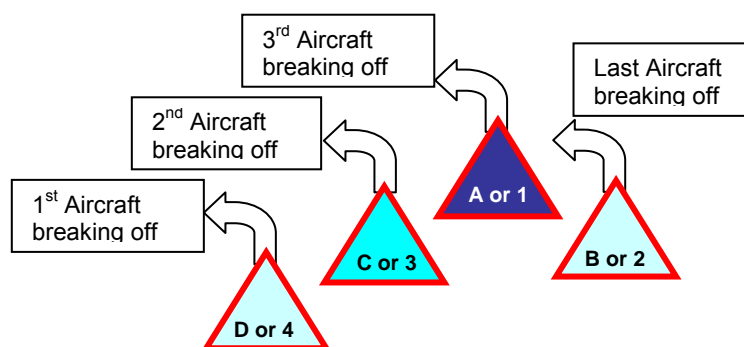 3rd Aircraft
breaking off
Last Aircraft
breaking off
2nd Aircraft
breaking off
1st Aircraft
breaking off
A or 1
B or 2
C or 3
D or 4